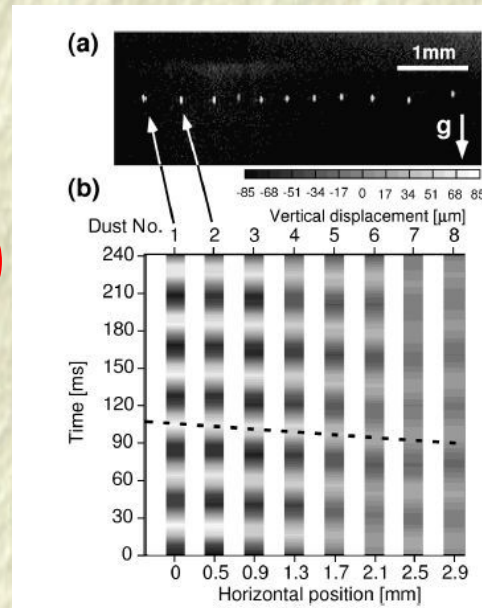 (a)
1mm
g
-85 -68 -51 -34 -17 0 17 34 51 68 85
(b)
Vertical displacement [μm]
Dust No. 1 2 3 4 5 6 7 8
240
210
180
150
120
90
60
30
0
Time [ms]
0 0.5 0.9 1.3 1.7 2.1 2.5 2.9
Horizontal position [mm]